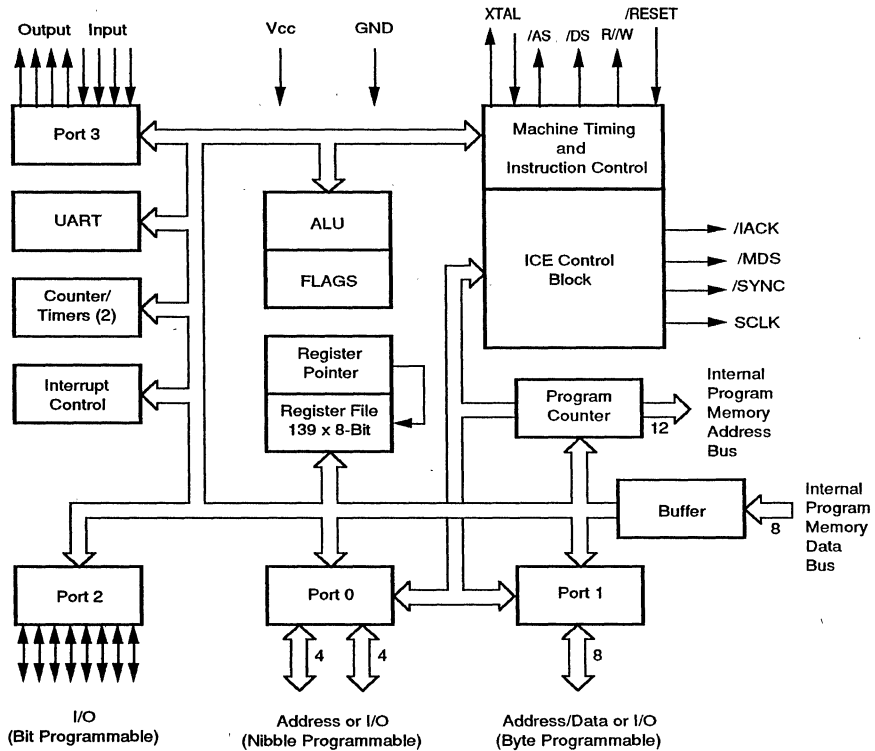 Output Input
Vcc
GND
XTAL
/AS
/DS
R//W
/RESET
Port 3
Machine Timing
and
Instruction Control
UART
ALU
FLAGS
ICE Control
Block
/IACK
/MDS
/SYNC
SCLK
Counter/
Timers (2)
Interrupt
Control
Register
Pointer
Register File
139 x 8-Bit
Program
Counter
12
Internal
Program
Memory
Address
Bus
Buffer
8
Internal
Program
Memory
Data
Bus
Port 2
Port 0
Port 1
4
4
8
I/O
(Bit Programmable)
Address or I/O
(Nibble Programmable)
Address/Data or I/O
(Byte Programmable)